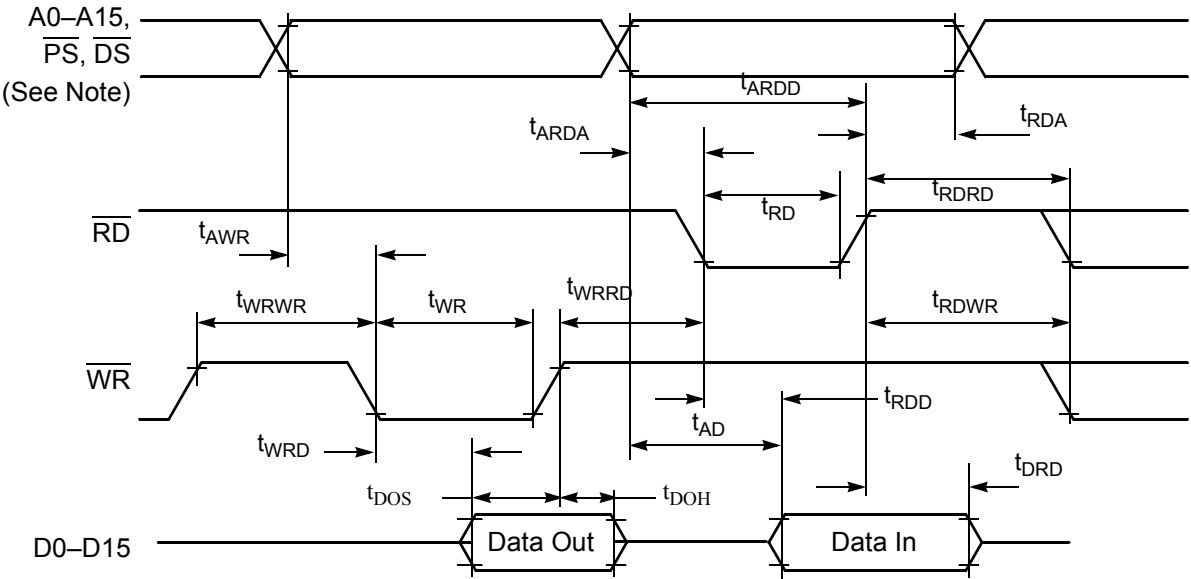 A0–A15,
PS, DS
(See Note)
tARDD
tARDA
tRDA
tRD
tRDRD
RD
tAWR
tWRWR
tWR
tWRRD
tRDWR
WR
tRDD
tAD
tWRD
tDRD
tDOS
tDOH
D0–D15
Data Out
Data In